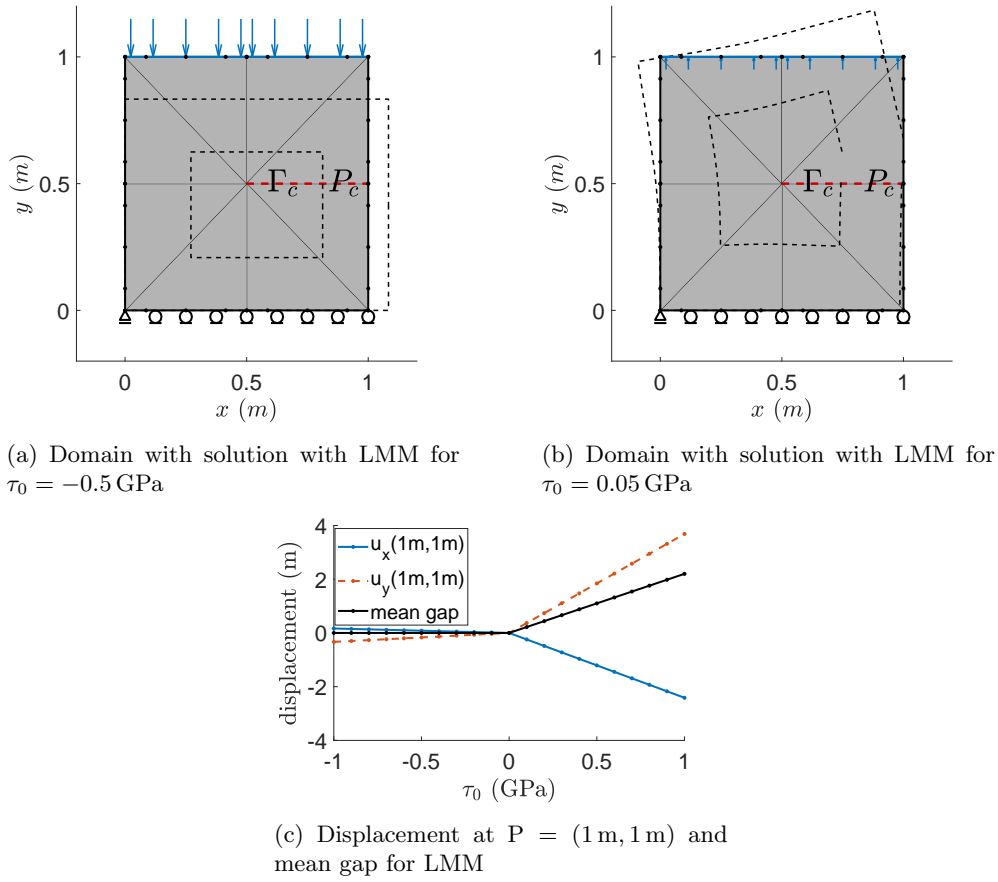 1
0.5
0
y (m)
Γc
Pc
0
0.5
1
x (m)
1
0.5
0
y (m)
Γc
Pc
0
0.5
1
x (m)
(a) Domain with solution with LMM for
τ0 = −0.5 GPa
(b) Domain with solution with LMM for
τ0 = 0.05 GPa
4
2
0
-2
-4
displacement (m)
u_x(1m,1m)
u_y(1m,1m)
mean gap
-1
-0.5
0
0.5
1
τ0 (GPa)
(c) Displacement at P = (1 m, 1 m) and
mean gap for LMM